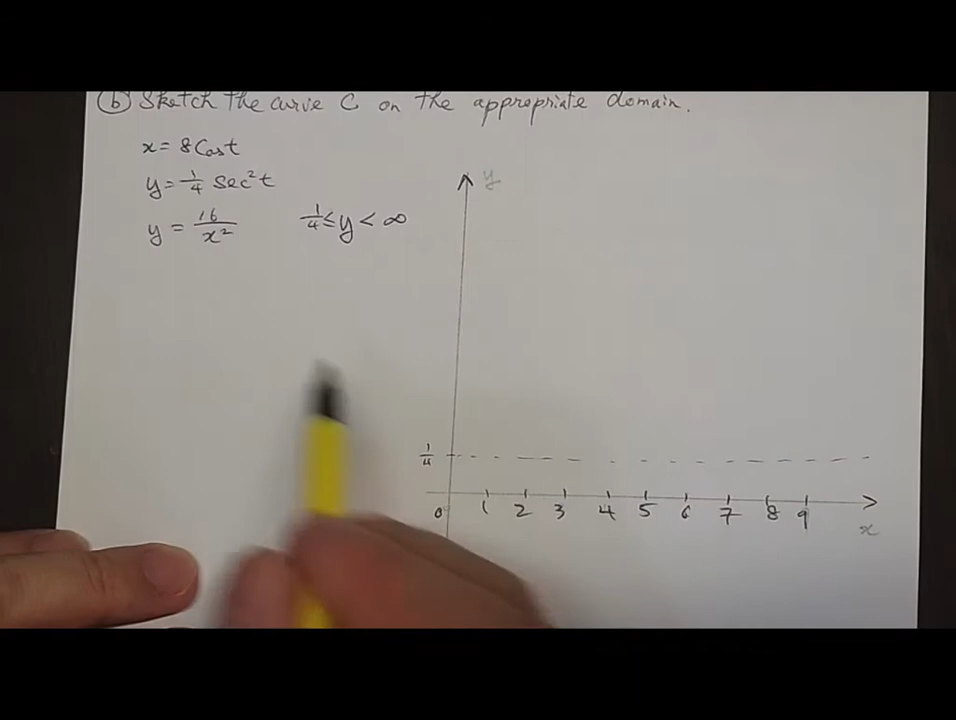 (b) Sketch the curve C on the appropriate domain.
x = 8 Cos t
y = 1/4 Sec² t
y = 16/x²    1/4 ≤ y < ∞
y
1/4
0 1 2 3 4 5 6 7 8 9
x